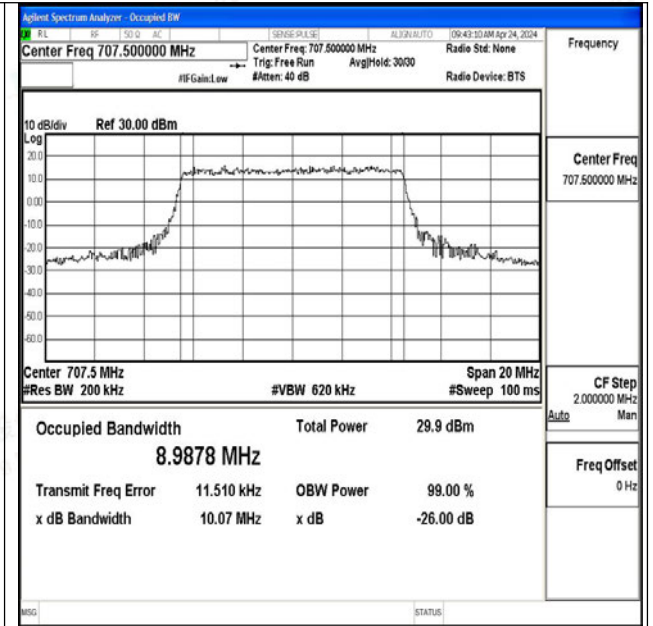 Agilent Spectrum Analyzer - Occupied BW
RL RF 50 Ω AC SENSE:PULSE ALIGN AUTO 09:43:10 AM Apr 24, 2024
Center Freq 707.500000 MHz
Center Freq: 707.500000 MHz
Radio Std: None
Trig: Free Run Avg|Hold: 30/30
#IFGain:Low #Atten: 40 dB Radio Device: BTS
Frequency
10 dB/div Ref 30.00 dBm
Log
20.0
10.0
0.00
-10.0
-20.0
-30.0
-40.0
-50.0
-60.0
Center 707.5 MHz Span 20 MHz
#Res BW 200 kHz #VBW 620 kHz #Sweep 100 ms
Center Freq
707.500000 MHz
CF Step
2.000000 MHz
Auto Man
Freq Offset
0 Hz
Occupied Bandwidth Total Power 29.9 dBm
8.9878 MHz
Transmit Freq Error 11.510 kHz OBW Power 99.00 %
x dB Bandwidth 10.07 MHz x dB -26.00 dB
MSG STATUS